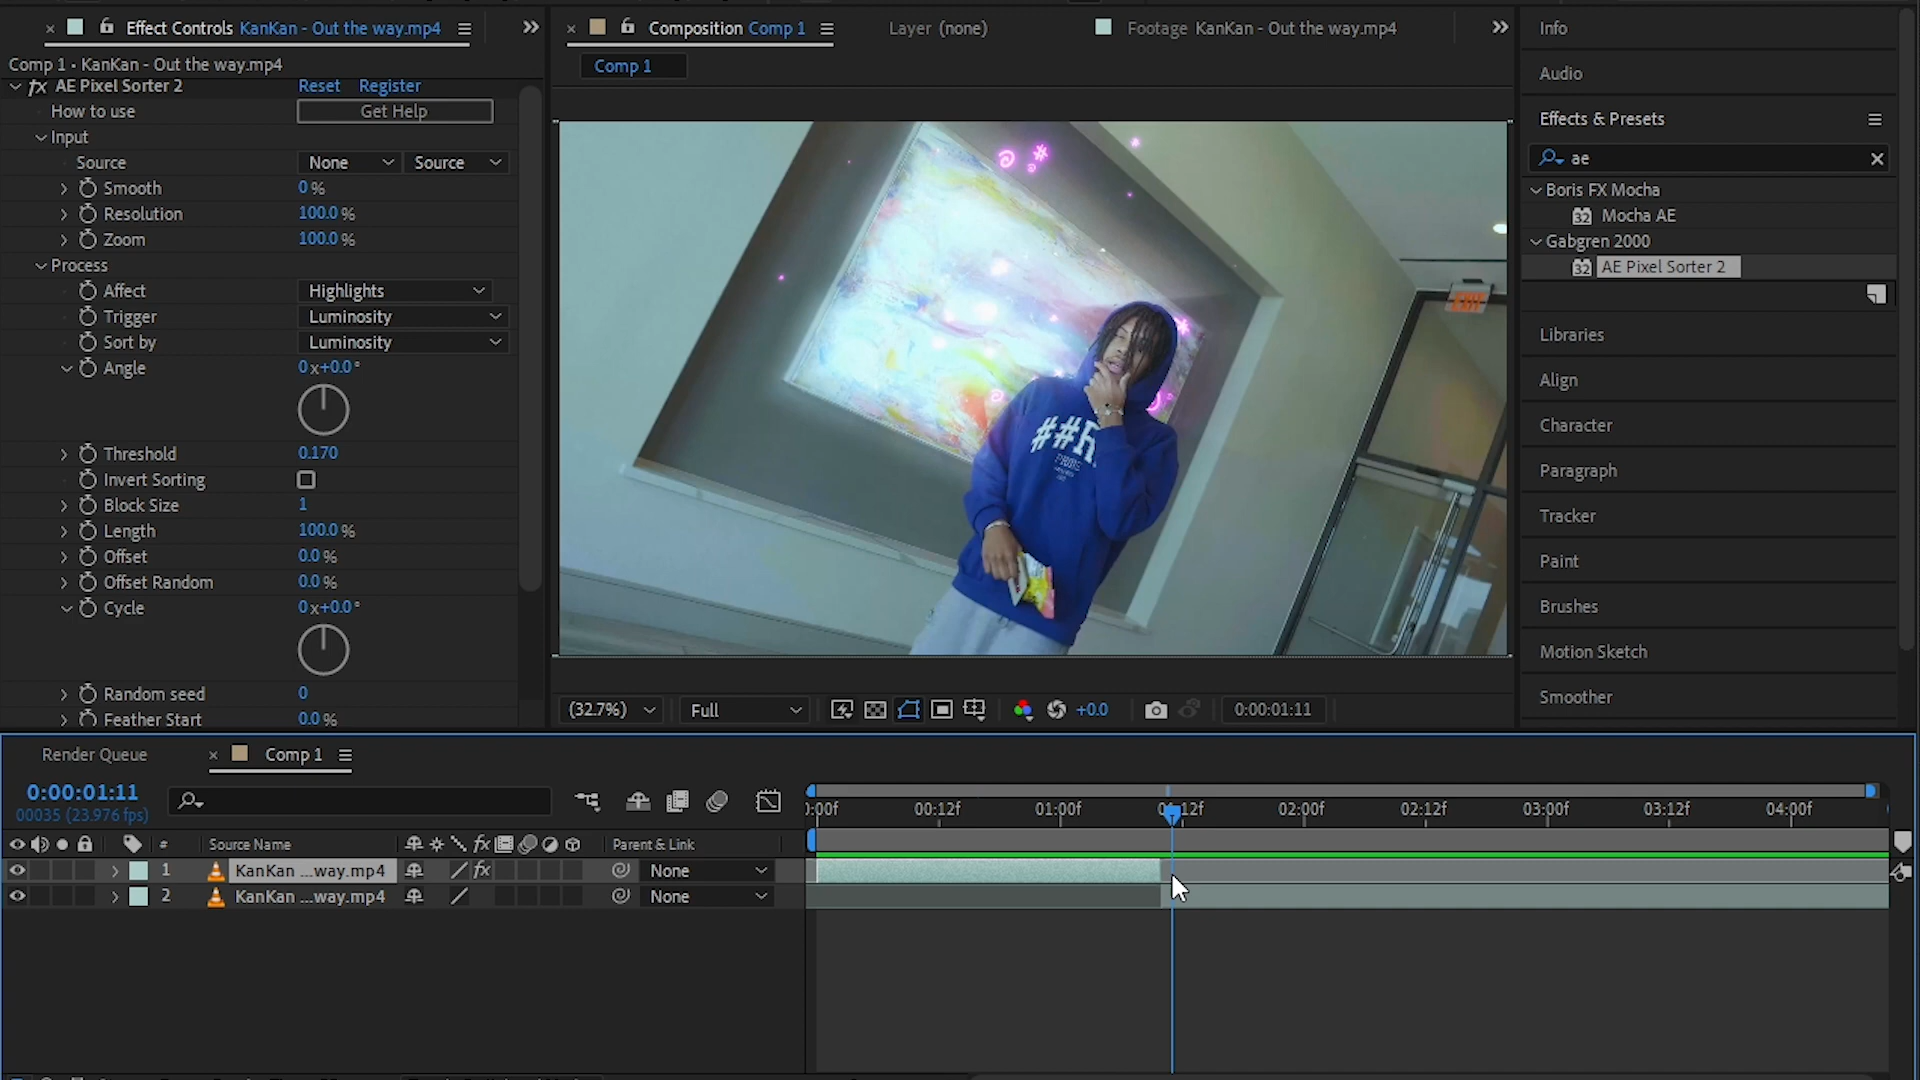 Effect Controls KanKan - Out the way.mp4
Comp 1 • KanKan - Out the way.mp4
fx AE Pixel Sorter 2 Reset Register
How to use Get Help
Input
Source None Source
Smooth 0 %
Resolution 100.0 %
Zoom 100.0 %
Process
Affect Highlights
Trigger Luminosity
Sort by Luminosity
Angle 0 x+0.0 °
Threshold 0.170
Invert Sorting
Block Size 1
Length 100.0 %
Offset 0.0 %
Offset Random 0.0 %
Cycle 0 x+0.0 °
Random seed 0
Feather Start 0.0 %
Composition Comp 1
Layer (none)
Footage KanKan - Out the way.mp4
Comp 1
EXIT
(32.7%) Full +0.0 0:00:01:11
Info
Audio
Effects & Presets
ae
Boris FX Mocha
32 Mocha AE
Gabgren 2000
32 AE Pixel Sorter 2
Libraries
Align
Character
Paragraph
Tracker
Paint
Brushes
Motion Sketch
Smoother
Render Queue Comp 1
0:00:01:11
00035 (23.976 fps)
:00f 00:12f 01:00f 01:12f 02:00f 02:12f 03:00f 03:12f 04:00f
# Source Name fx Parent & Link
1 KanKan ...way.mp4 fx None
2 KanKan ...way.mp4 None